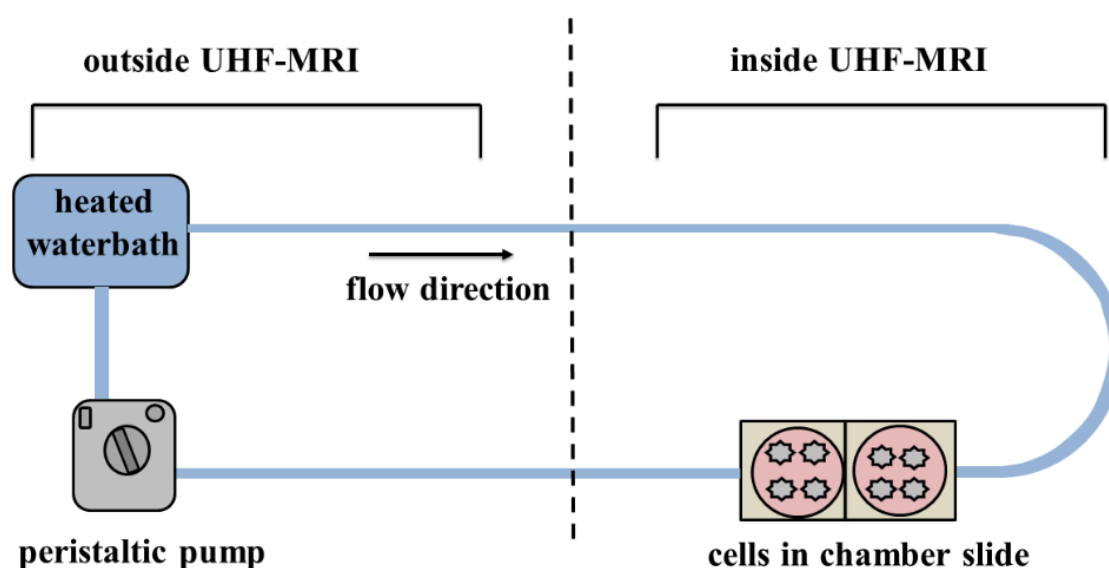 outside UHF-MRI
inside UHF-MRI
heated
waterbath
flow direction
peristaltic pump
cells in chamber slide